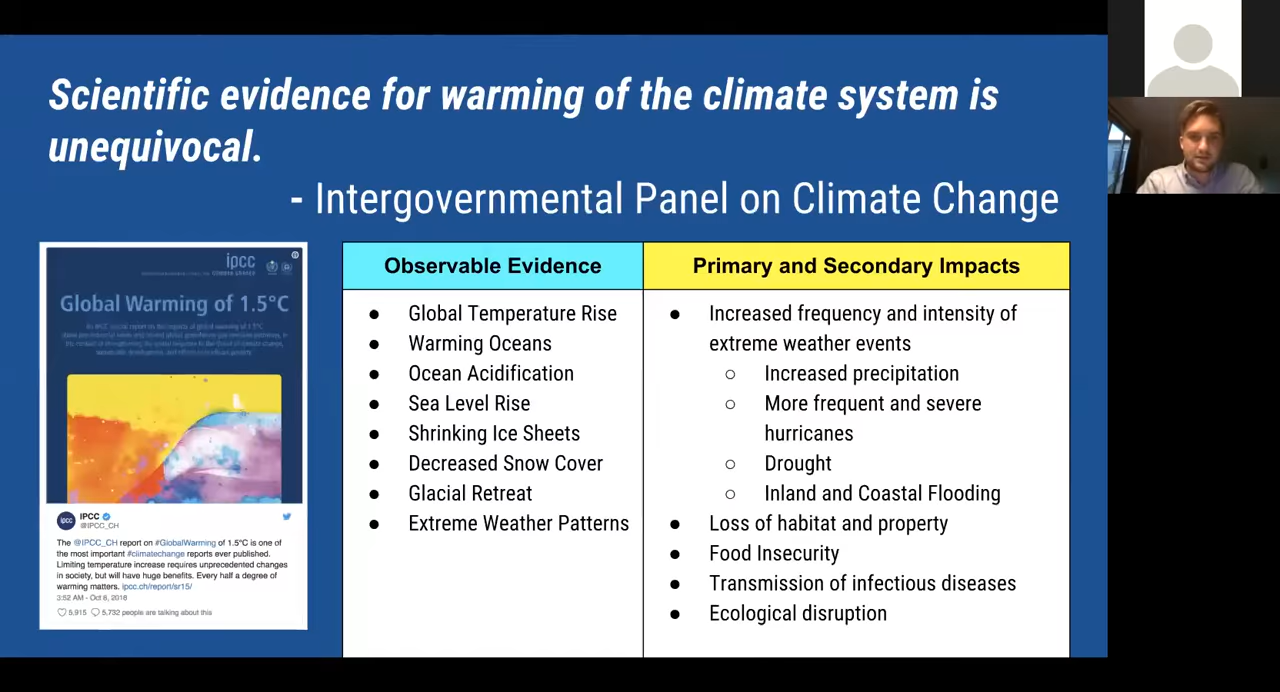 Scientific evidence for warming of the climate system is
unequivocal.
- Intergovernmental Panel on Climate Change
ipcc
climate change
Global Warming of 1.5°C
IPCC
@IPCC_CH
The @IPCC_CH report on #GlobalWarming of 1.5°C is one of
the most important #climatechange reports ever published.
Limiting temperature increase requires unprecedented changes
in society, but will have huge benefits. Every half a degree of
warming matters. ipcc.ch/report/sr15/
3:52 AM - Oct 8, 2018
5,915 5,732 people are talking about this
Observable Evidence
● Global Temperature Rise
● Warming Oceans
● Ocean Acidification
● Sea Level Rise
● Shrinking Ice Sheets
● Decreased Snow Cover
● Glacial Retreat
● Extreme Weather Patterns
Primary and Secondary Impacts
● Increased frequency and intensity of
extreme weather events
○ Increased precipitation
○ More frequent and severe
hurricanes
○ Drought
○ Inland and Coastal Flooding
● Loss of habitat and property
● Food Insecurity
● Transmission of infectious diseases
● Ecological disruption